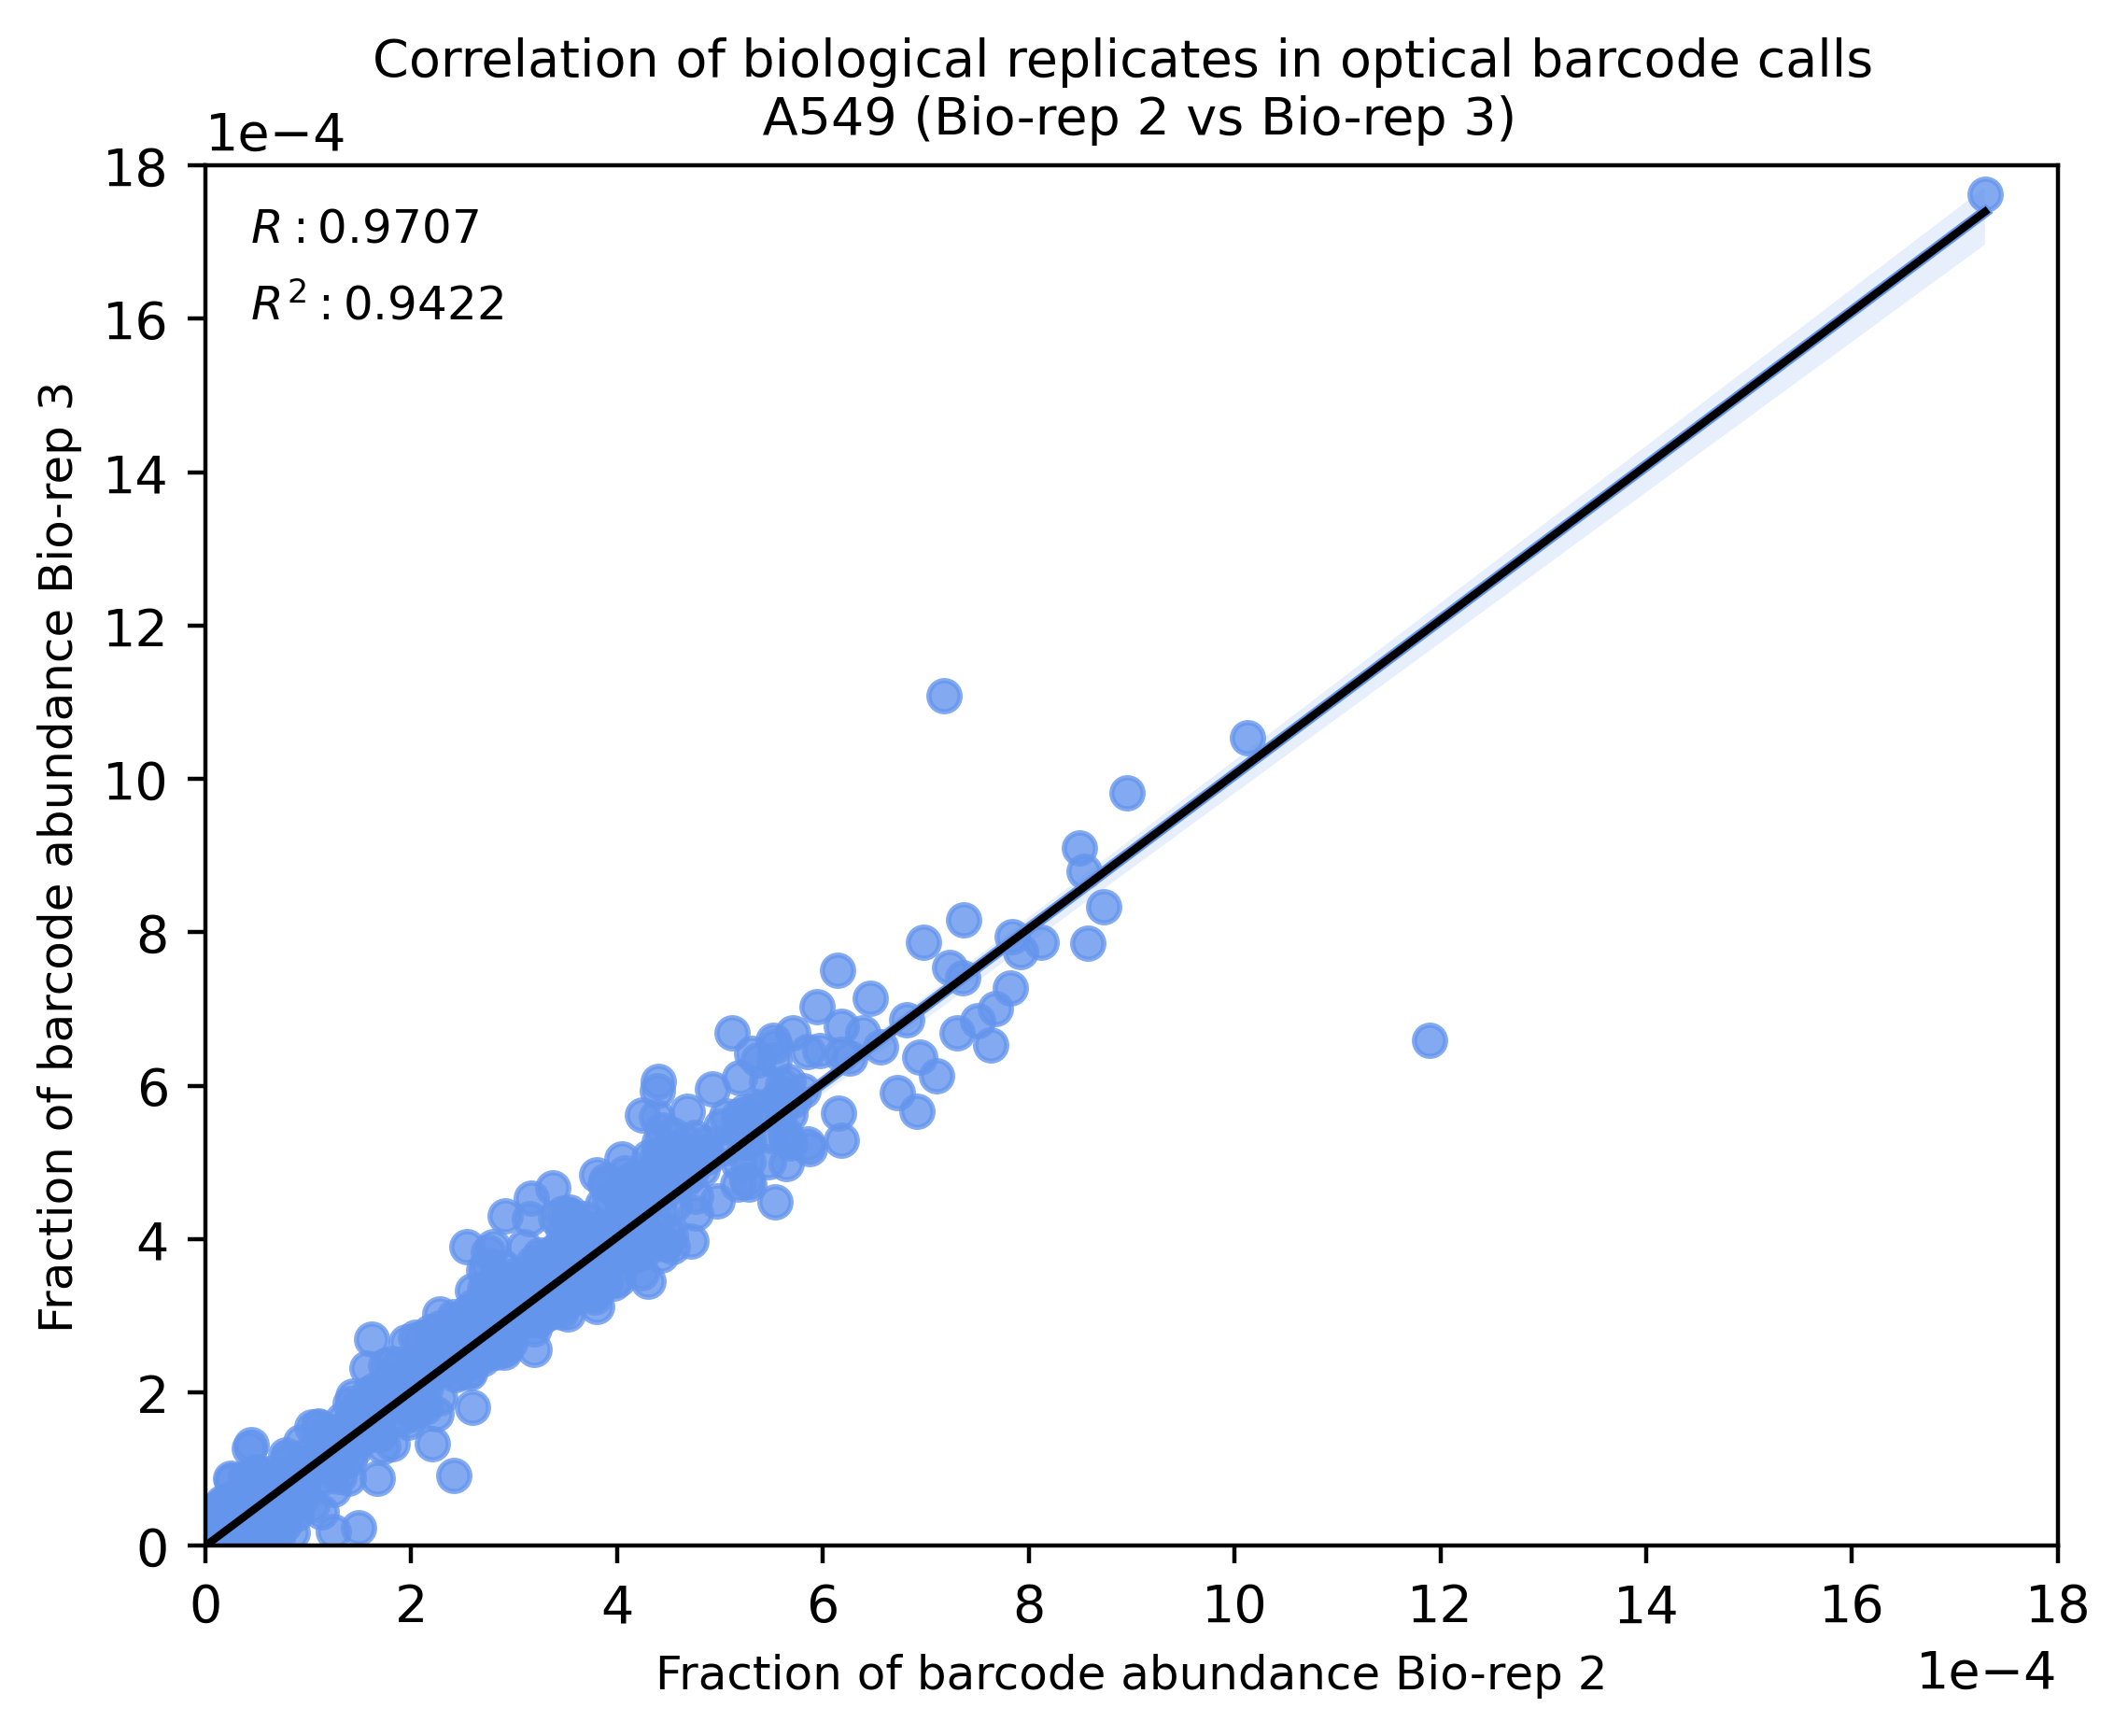 Correlation of biological replicates in optical barcode calls
A549 (Bio-rep 2 vs Bio-rep 3)
1e−4
R : 0.9707
R² : 0.9422
18
16
14
12
10
8
6
4
2
0
Fraction of barcode abundance Bio-rep 3
0 2 4 6 8 10 12 14 16 18
Fraction of barcode abundance Bio-rep 2
1e−4